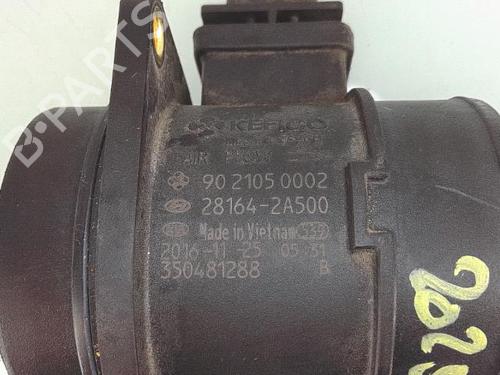 KEFICO
AIR FLOW
90 2105 0002
28164-2A500
Made in Vietnam
2016-11-25 05:31
350481288 B
B-PARTS